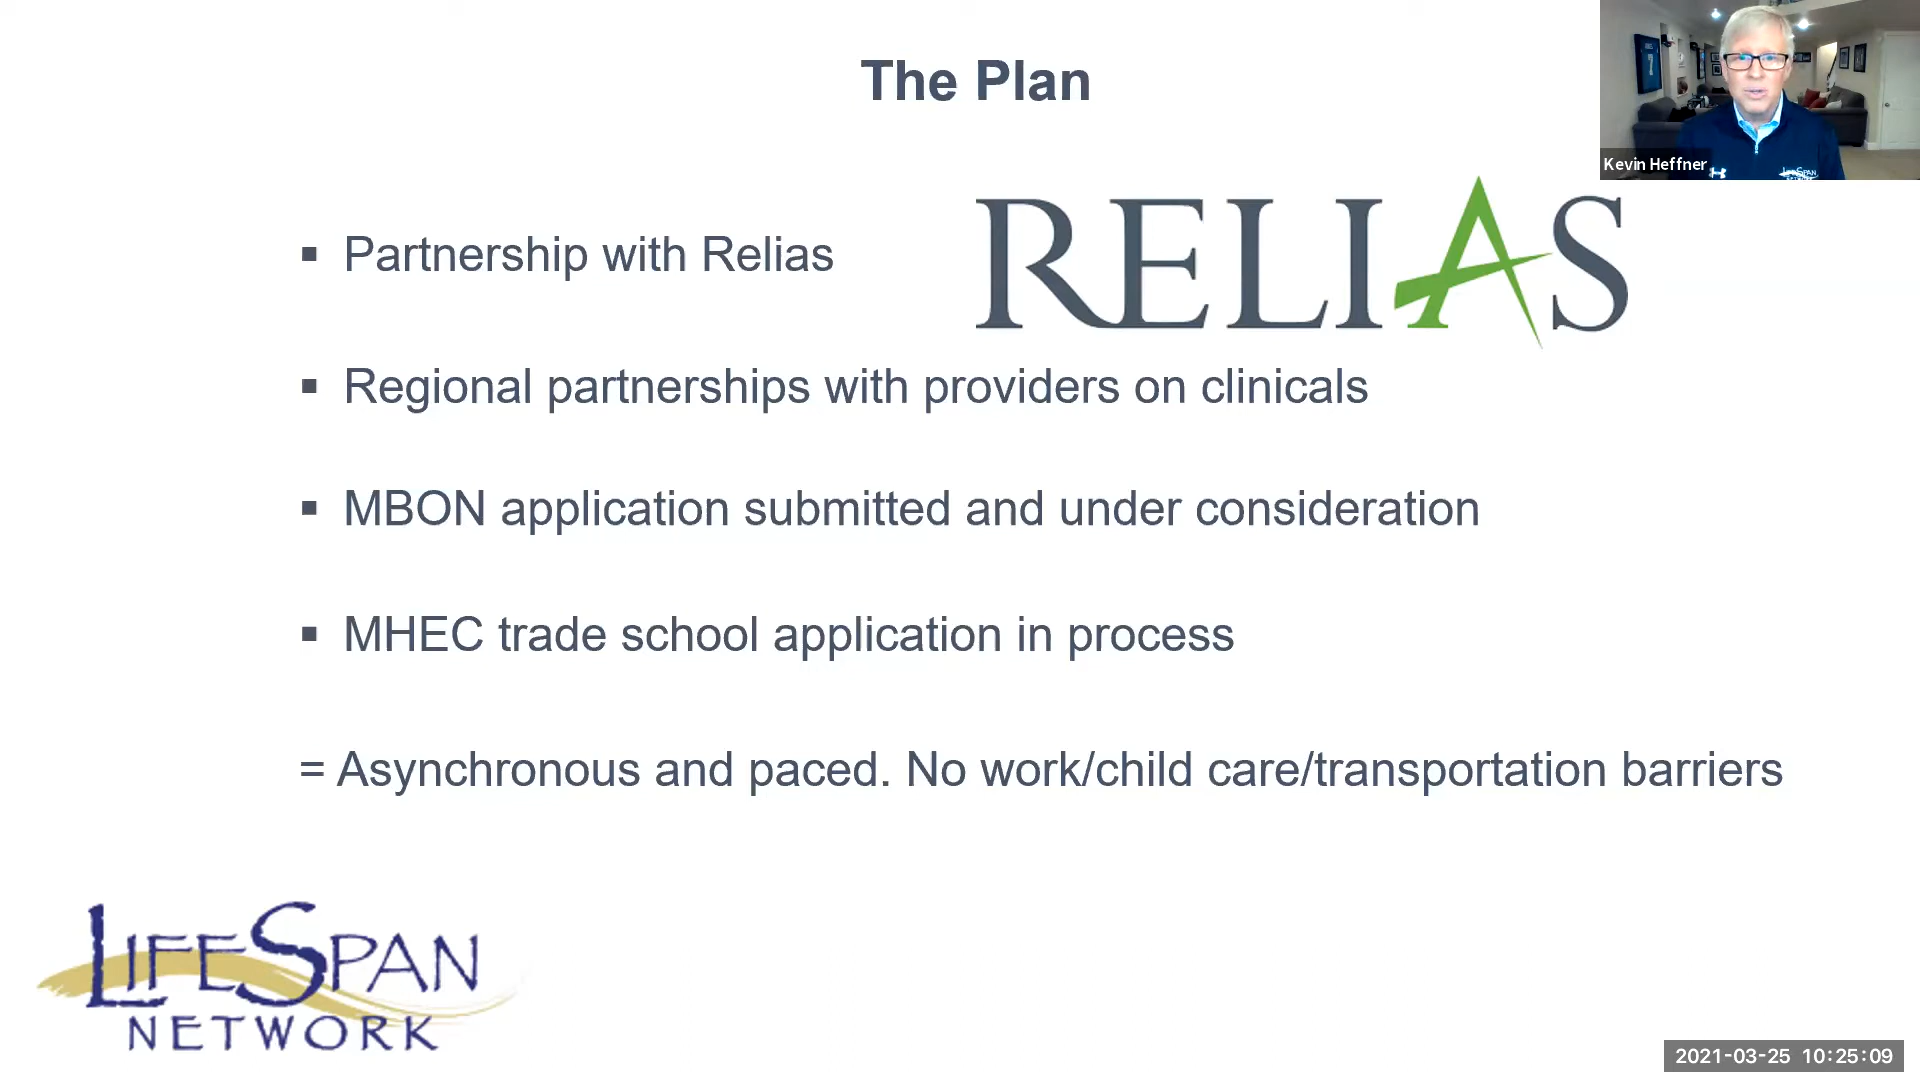 The Plan
Kevin Heffner
LIFESPAN
NETWORK
RELIAS
▪ Partnership with Relias
▪ Regional partnerships with providers on clinicals
▪ MBON application submitted and under consideration
▪ MHEC trade school application in process
= Asynchronous and paced. No work/child care/transportation barriers
LIFESPAN
NETWORK
2021-03-25 10:25:09